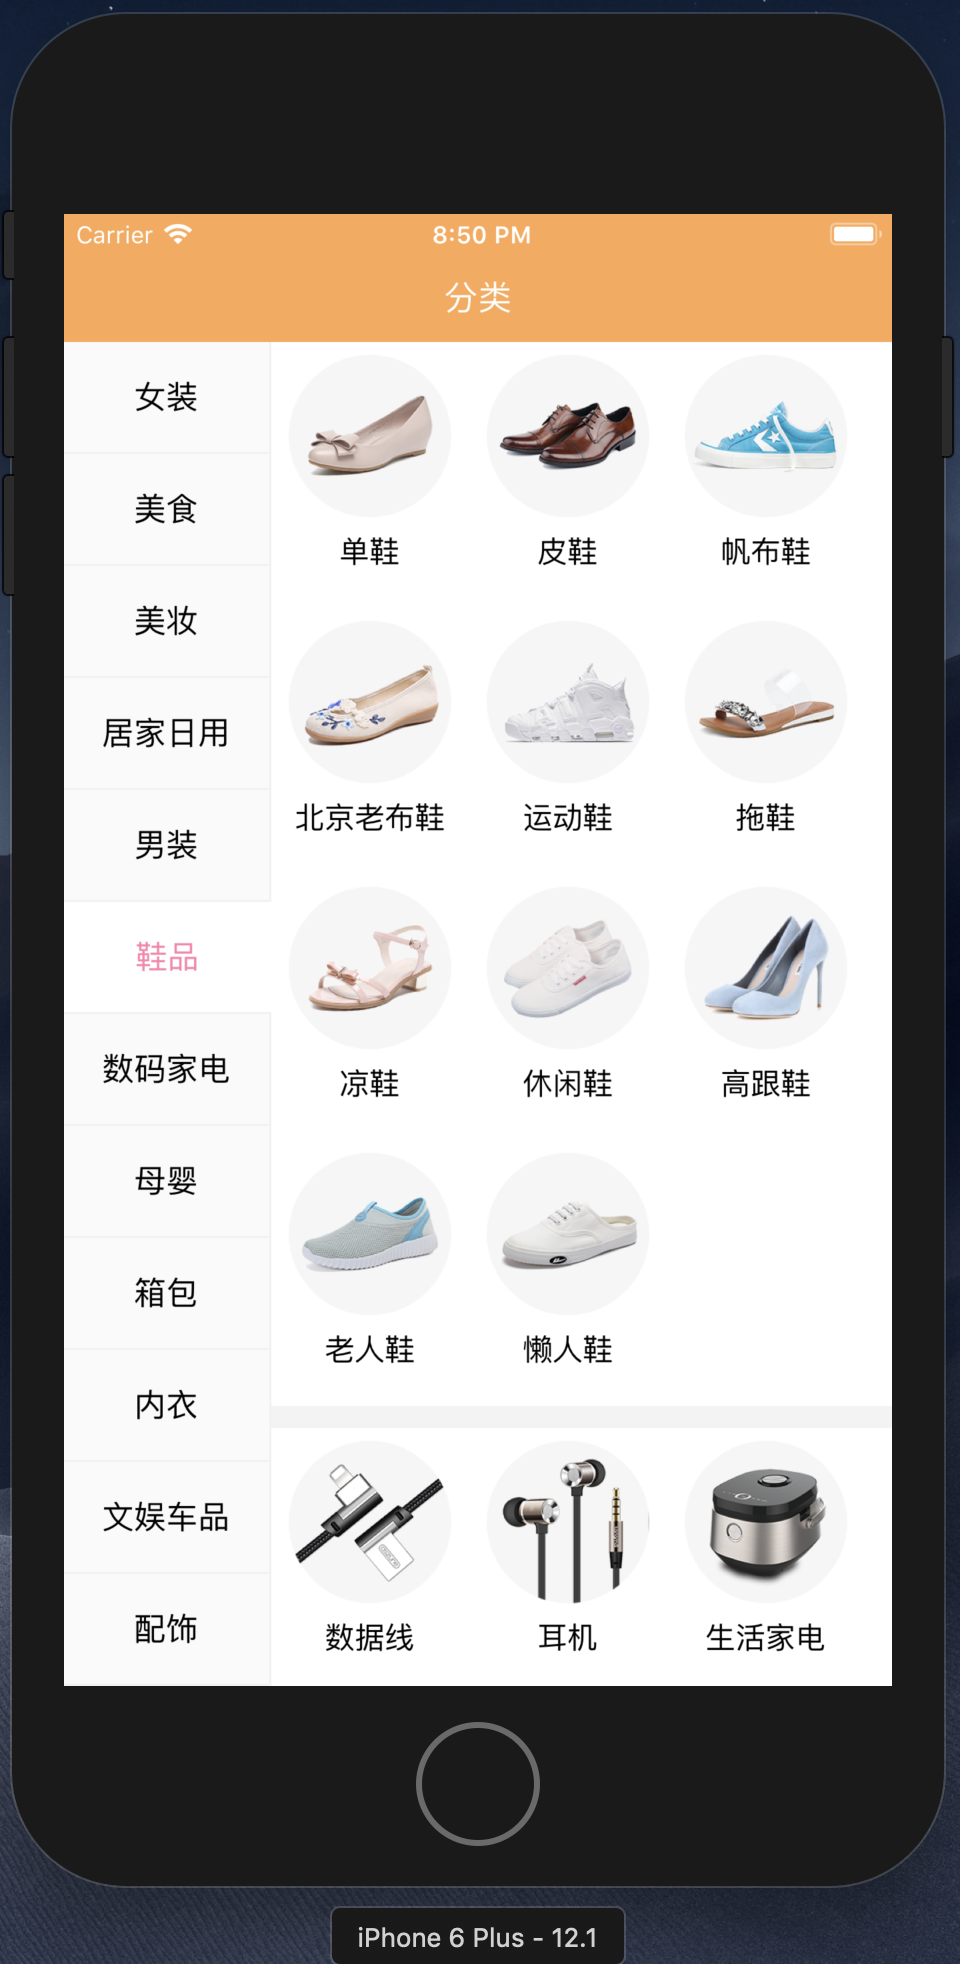 Carrier
8:50 PM
分类
女装
美食
美妆
居家日用
男装
鞋品
数码家电
母婴
箱包
内衣
文娱车品
配饰
单鞋
皮鞋
帆布鞋
北京老布鞋
运动鞋
拖鞋
凉鞋
休闲鞋
高跟鞋
老人鞋
懒人鞋
数据线
耳机
生活家电
iPhone 6 Plus - 12.1